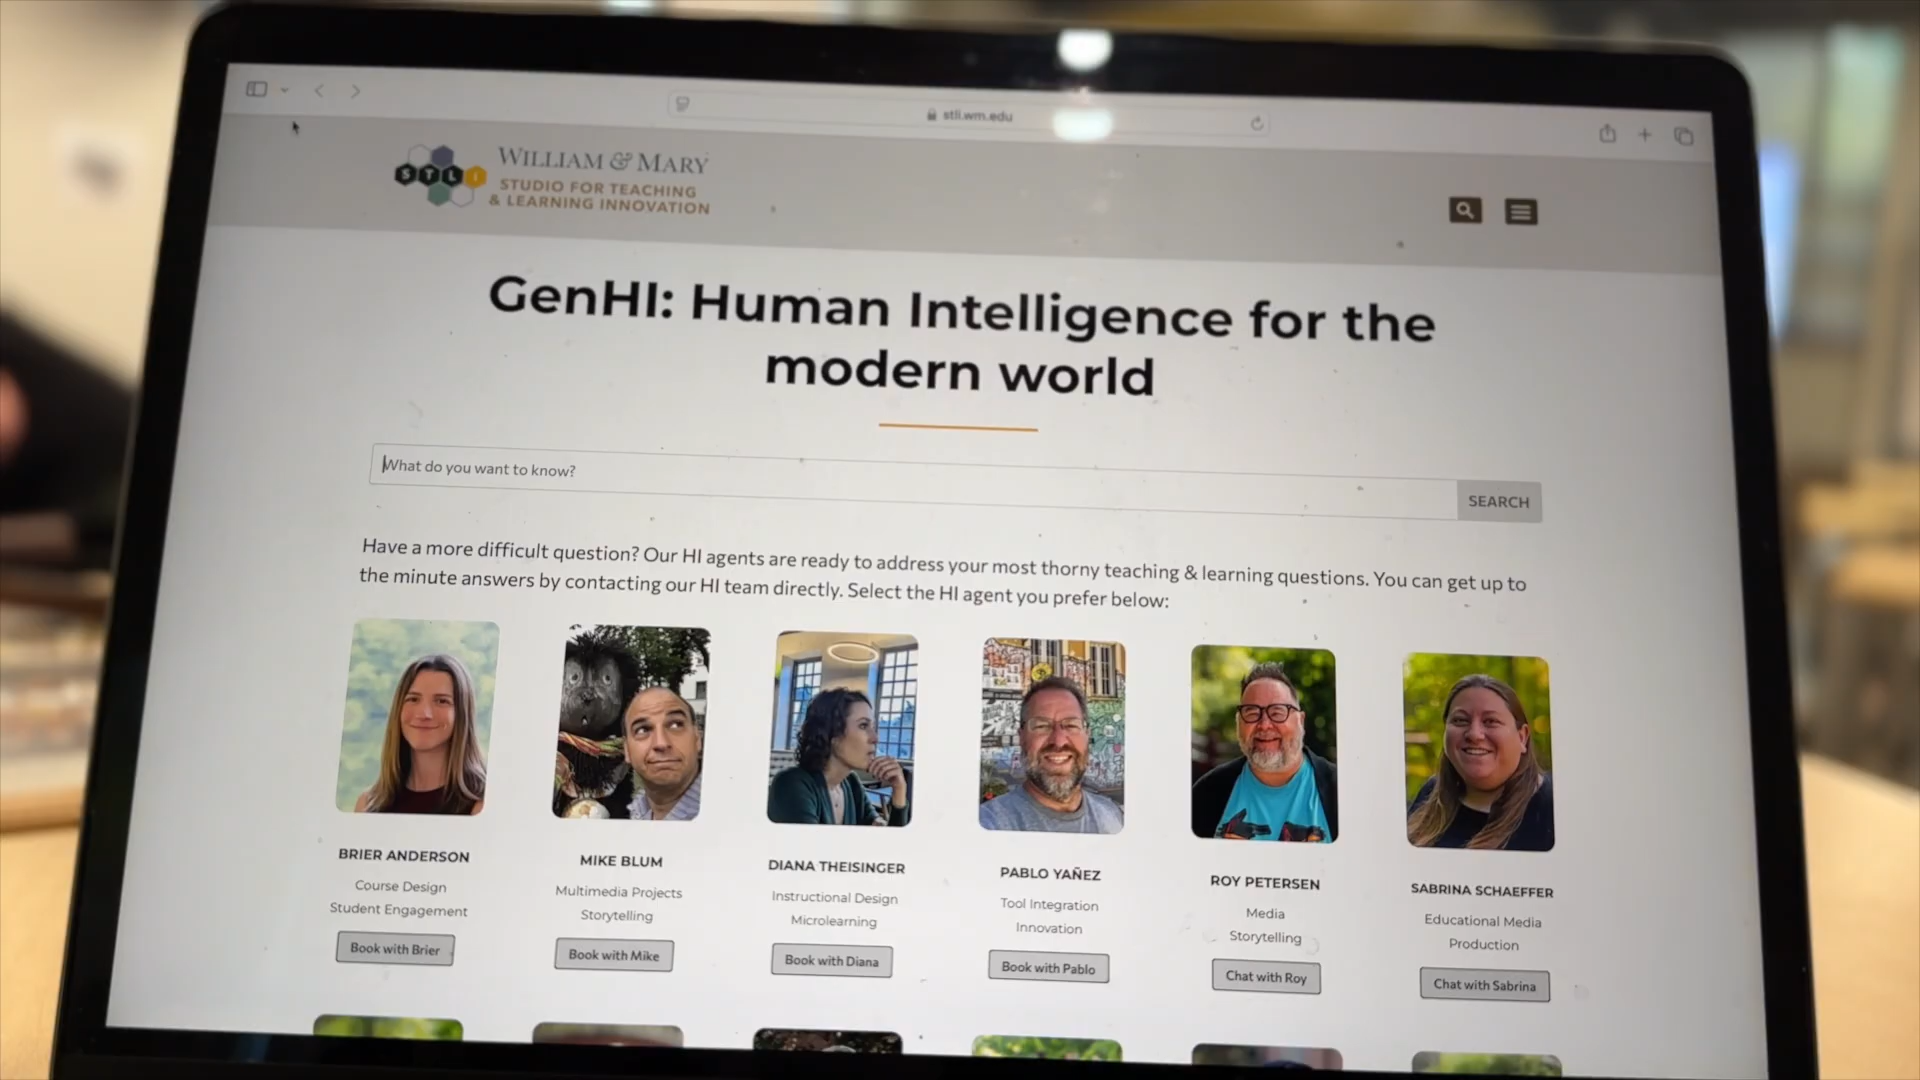 stli.wm.edu
STLI
WILLIAM & MARY
STUDIO FOR TEACHING
& LEARNING INNOVATION
GenHI: Human Intelligence for the
modern world
What do you want to know?
SEARCH
Have a more difficult question? Our HI agents are ready to address your most thorny teaching & learning questions. You can get up to
the minute answers by contacting our HI team directly. Select the HI agent you prefer below:
BRIER ANDERSON
Course Design
Student Engagement
Book with Brier
MIKE BLUM
Multimedia Projects
Storytelling
Book with Mike
DIANA THEISINGER
Instructional Design
Microlearning
Book with Diana
PABLO YAÑEZ
Tool Integration
Innovation
Book with Pablo
ROY PETERSEN
Media
Storytelling
Chat with Roy
SABRINA SCHAEFFER
Educational Media
Production
Chat with Sabrina